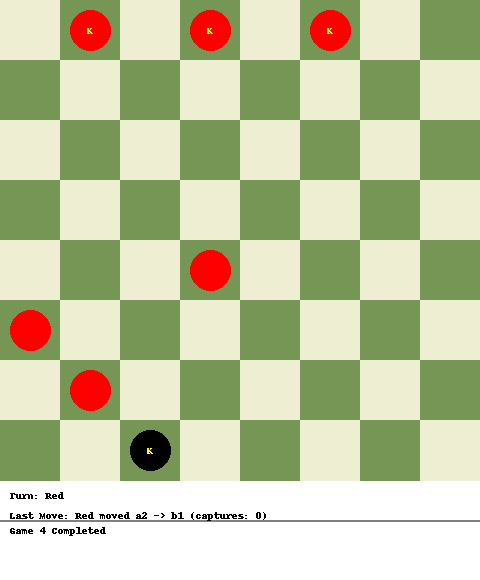 K K K
K
Turn: Red
Last Move: Red moved a2 -> b1 (captures: 0)
Game 4 Completed